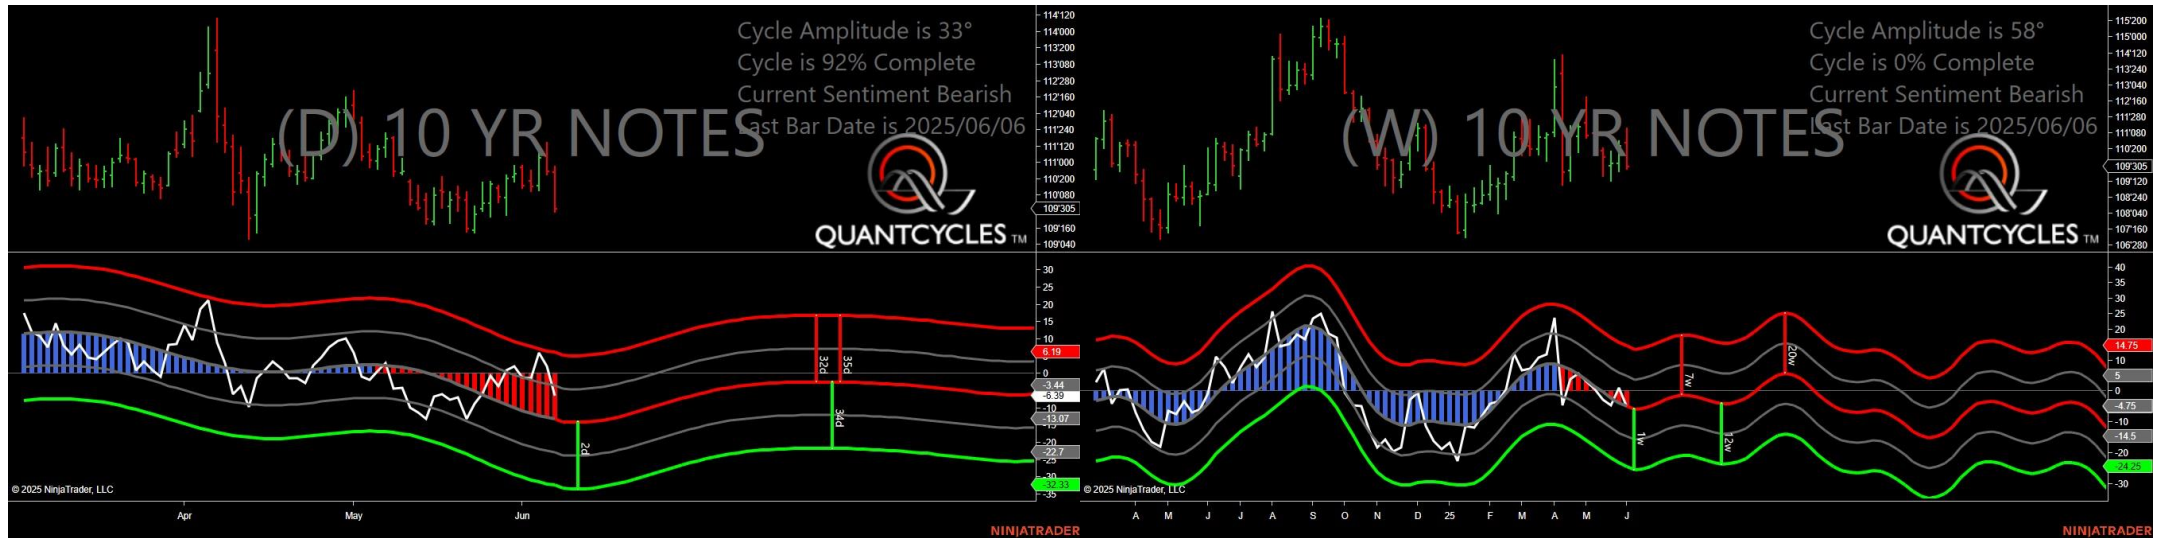 Cycle Amplitude is 33°
Cycle is 92% Complete
Current Sentiment Bearish
Last Bar Date is 2025/06/06
(D) 10 YR NOTES
QUANTCYCLES TM
114'120
114'000
113'200
113'080
112'280
112'160
112'040
111'240
111'120
111'000
110'200
110'080
109'305
109'160
109'040
30
25
20
15
10
6.19
0
-3.44
-6.39
-10
-13.07
-20
-22.7
-25
-30
-32.33
-35
32d
35d
34d
2d
© 2025 NinjaTrader, LLC
Apr
May
Jun
NINJATRADER
Cycle Amplitude is 58°
Cycle is 0% Complete
Current Sentiment Bearish
Last Bar Date is 2025/06/06
(W) 10 YR NOTES
QUANTCYCLES TM
115'200
115'000
114'120
113'240
113'040
112'160
111'280
111'080
110'200
109'305
109'120
108'240
108'040
107'160
106'280
40
35
30
25
20
14.75
10
5
0
-4.75
-10
-14.5
-20
-24.25
-30
7w
20w
1w
12w
© 2025 NinjaTrader, LLC
A M J J A S O N D 25 F M A M J
NINJATRADER